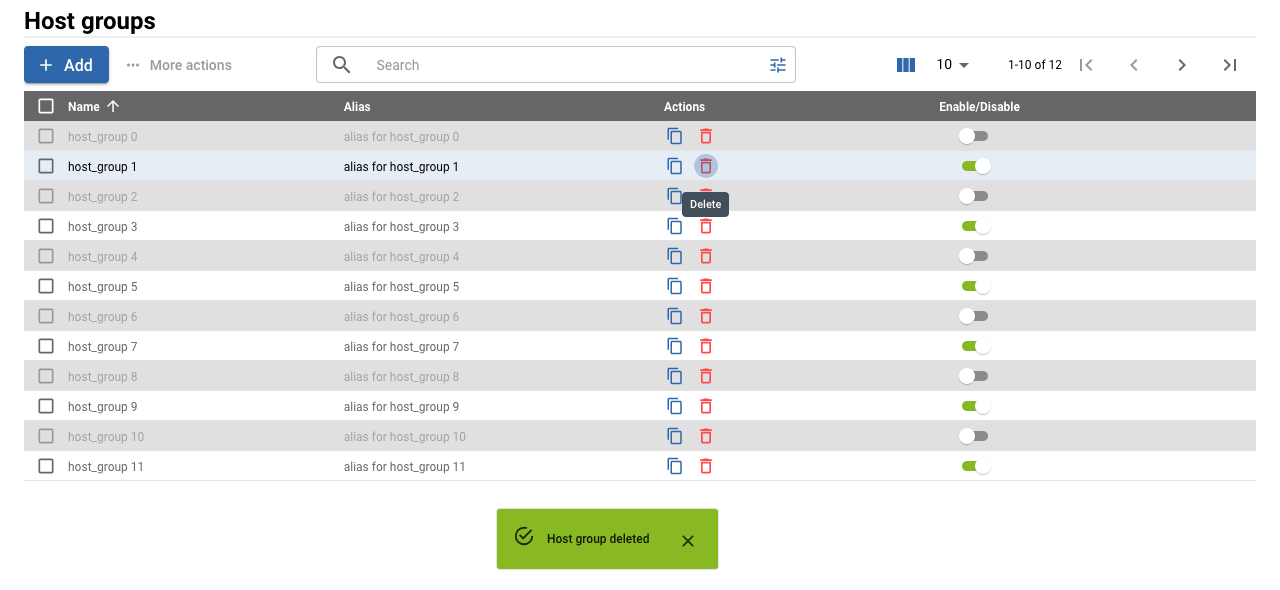 Host groups
Add
More actions
Search
10
1-10 of 12
Name Alias Actions Enable/Disable
host_group 0 alias for host_group 0
host_group 1 alias for host_group 1
host_group 2 alias for host_group 2
Delete
host_group 3 alias for host_group 3
host_group 4 alias for host_group 4
host_group 5 alias for host_group 5
host_group 6 alias for host_group 6
host_group 7 alias for host_group 7
host_group 8 alias for host_group 8
host_group 9 alias for host_group 9
host_group 10 alias for host_group 10
host_group 11 alias for host_group 11
Host group deleted